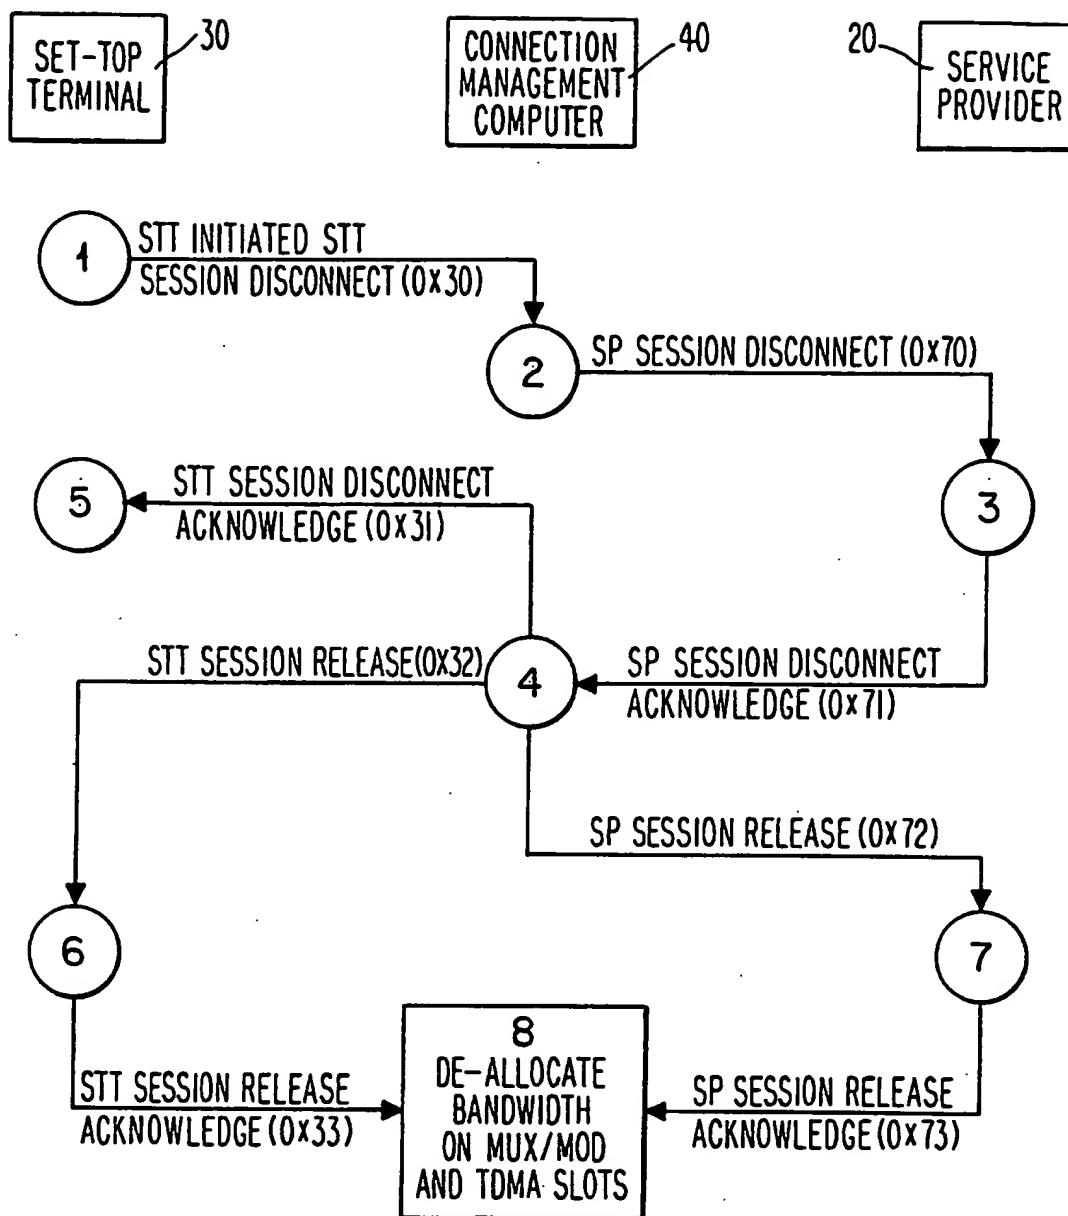 SET-TOP
TERMINAL
30
CONNECTION
MANAGEMENT
COMPUTER
40
20
SERVICE
PROVIDER
1
STT INITIATED STT
SESSION DISCONNECT (0X30)
2
SP SESSION DISCONNECT (0X70)
3
5
STT SESSION DISCONNECT
ACKNOWLEDGE (0X31)
STT SESSION RELEASE (0X32)
4
SP SESSION DISCONNECT
ACKNOWLEDGE (0X71)
SP SESSION RELEASE (0X72)
6
7
STT SESSION RELEASE
ACKNOWLEDGE (0X33)
8
DE-ALLOCATE
BANDWIDTH
ON MUX/MOD
AND TDMA SLOTS
SP SESSION RELEASE
ACKNOWLEDGE (0X73)